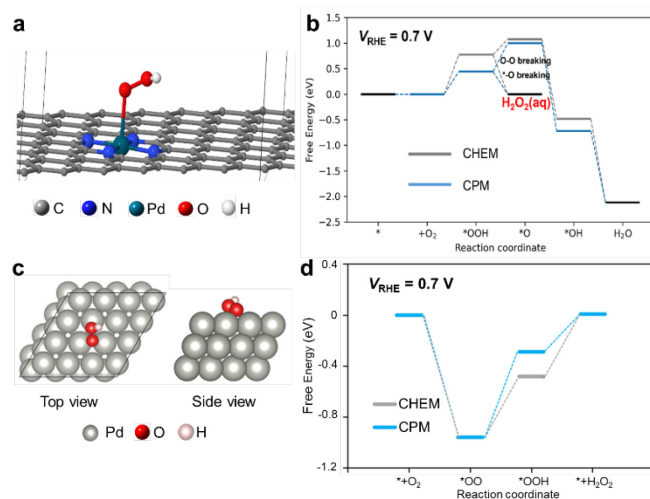 a
C N Pd O H
b
V_RHE = 0.7 V
Free Energy (eV)
1.5
1.0
0.5
0.0
−0.5
−1.0
−1.5
−2.0
−2.5
O-O breaking
*-O breaking
H₂O₂(aq)
CHEM
CPM
* +O₂ *OOH *O *OH H₂O
Reaction coordinate
c
Top view Side view
Pd O H
d
V_RHE = 0.7 V
Free Energy (eV)
0.4
0.0
-0.4
-0.8
-1.2
CHEM
CPM
*+O₂ *OO *OOH *+H₂O₂
Reaction coordinate